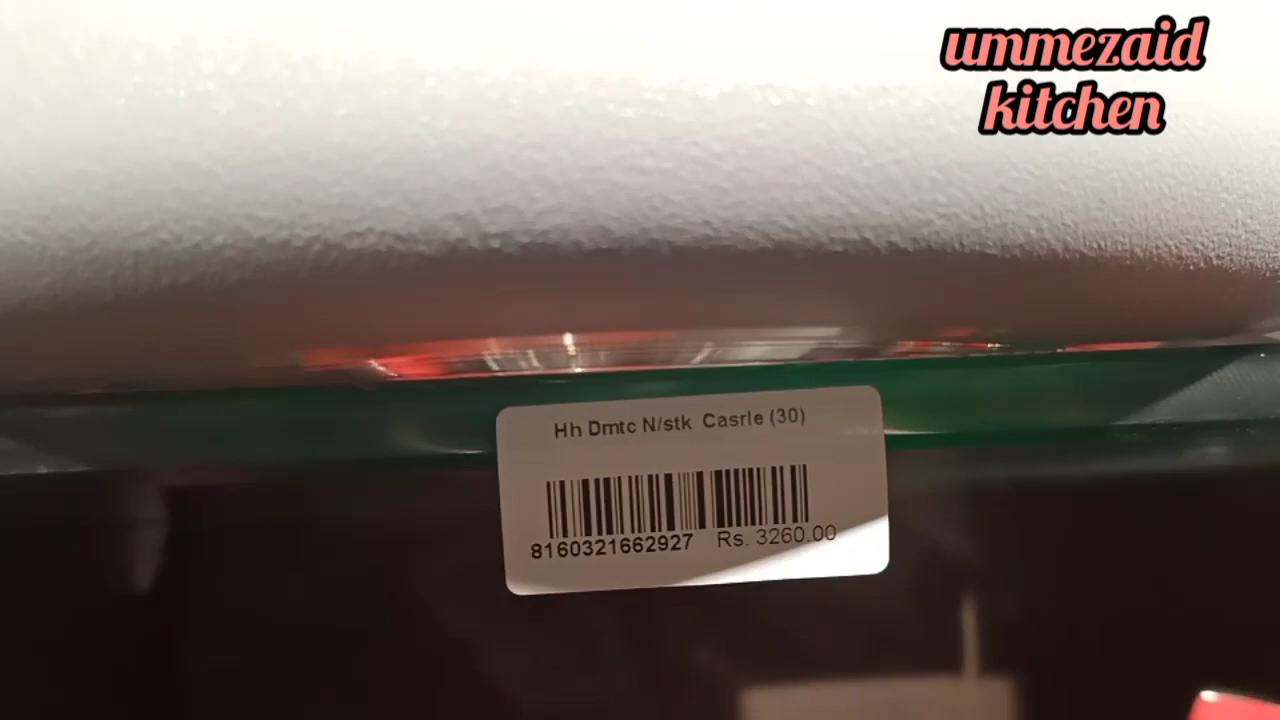 ummezaid
kitchen
Hh Dmtc N/stk Casrle (30)
8160321662927 Rs. 3260.00